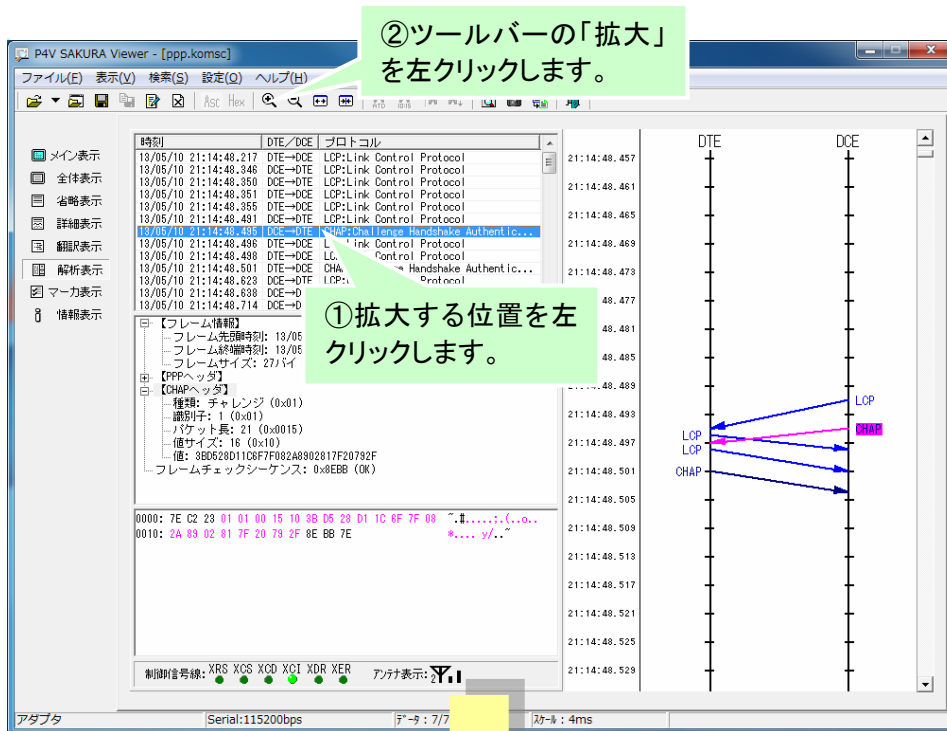 ②ツールバーの「拡大」
を左クリックします。
P4V SAKURA Viewer - [ppp.komsc]
ファイル(F) 表示(V) 検索(S) 設定(O) ヘルプ(H)
Asc Hex
メイン表示
全体表示
省略表示
詳細表示
翻訳表示
解析表示
マーカ表示
情報表示
時刻 DTE/DCE プロトコル
13/05/10 21:14:48.217 DTE→DCE LCP:Link Control Protocol
13/05/10 21:14:48.346 DCE→DTE LCP:Link Control Protocol
13/05/10 21:14:48.350 DCE→DTE LCP:Link Control Protocol
13/05/10 21:14:48.351 DTE→DCE LCP:Link Control Protocol
13/05/10 21:14:48.355 DTE→DCE LCP:Link Control Protocol
13/05/10 21:14:48.491 DCE→DTE LCP:Link Control Protocol
13/05/10 21:14:48.495 DCE→DTE CHAP:Challenge Handshake Authentic...
13/05/10 21:14:48.496 DTE→DCE Link Control Protocol
13/05/10 21:14:48.498 DTE→DCE Control Protocol
13/05/10 21:14:48.501 DTE→DCE Handshake Authentic...
13/05/10 21:14:48.623 DCE→DTE Protocol
13/05/10 21:14:48.638 DCE→D
13/05/10 21:14:48.714 DCE→D
①拡大する位置を左
クリックします。
【フレーム情報】
フレーム先頭時刻: 13/05
フレーム終端時刻: 13/05
フレームサイズ: 27バイ
【PPPヘッダ】
【CHAPヘッダ】
種類: チャレンジ (0x01)
識別子: 1 (0x01)
パケット長: 21 (0x0015)
値サイズ: 16 (0x10)
値: 3BD528D11C6F7F082A8902817F20792F
フレームチェックシーケンス: 0x8EBB (OK)
0000: 7E C2 23 01 01 00 15 10 3B D5 28 D1 1C 6F 7F 08 ~.#.....;.(..o..
0010: 2A 89 02 81 7F 20 79 2F 8E BB 7E *.... y/..~
制御信号線: XRS XCS XCD XCI XDR XER アンテナ表示: 2
DTE DCE
21:14:48.457
21:14:48.461
21:14:48.465
21:14:48.469
21:14:48.473
48.477
48.481
48.485
21:14:48.489
LCP
21:14:48.493
LCP CHAP
21:14:48.497
LCP
CHAP 21:14:48.501
21:14:48.505
21:14:48.509
21:14:48.513
21:14:48.517
21:14:48.521
21:14:48.525
21:14:48.529
アダプタ Serial:115200bps データ : 7/7 スケール : 4ms